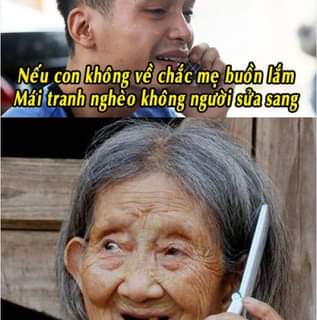 Nếu con không về chắc mẹ buồn lắm
Mái tranh nghèo không người sửa sang